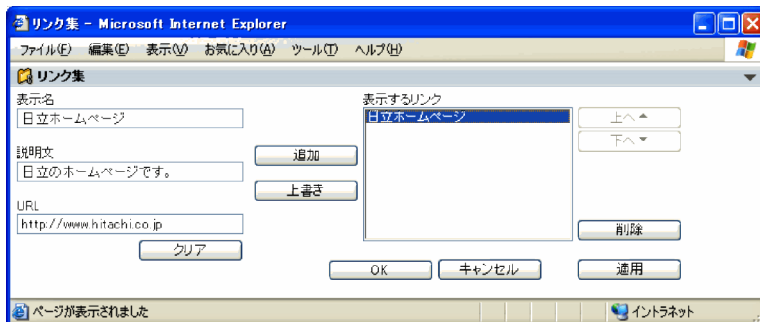 リンク集 - Microsoft Internet Explorer
ファイル(F) 編集(E) 表示(V) お気に入り(A) ツール(T) ヘルプ(H)
リンク集
表示名
日立ホームページ
説明文
日立のホームページです。
URL
http://www.hitachi.co.jp
クリア
追加
上書き
表示するリンク
日立ホームページ
上へ
下へ
削除
OK キャンセル 適用
ページが表示されました イントラネット